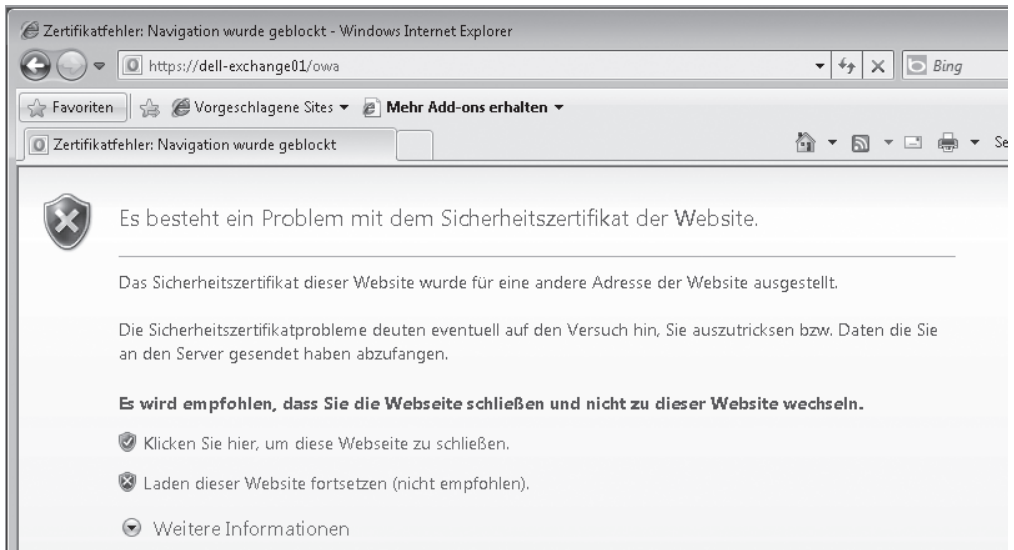 Zertifikatfehler: Navigation wurde geblockt - Windows Internet Explorer
https://dell-exchange01/owa
Bing
Favoriten
Vorgeschlagene Sites
Mehr Add-ons erhalten
Zertifikatfehler: Navigation wurde geblockt
Se
Es besteht ein Problem mit dem Sicherheitszertifikat der Website.
Das Sicherheitszertifikat dieser Website wurde für eine andere Adresse der Website ausgestellt.
Die Sicherheitszertifikatprobleme deuten eventuell auf den Versuch hin, Sie auszutricksen bzw. Daten die Sie
an den Server gesendet haben abzufangen.
Es wird empfohlen, dass Sie die Webseite schließen und nicht zu dieser Website wechseln.
Klicken Sie hier, um diese Webseite zu schließen.
Laden dieser Website fortsetzen (nicht empfohlen).
Weitere Informationen